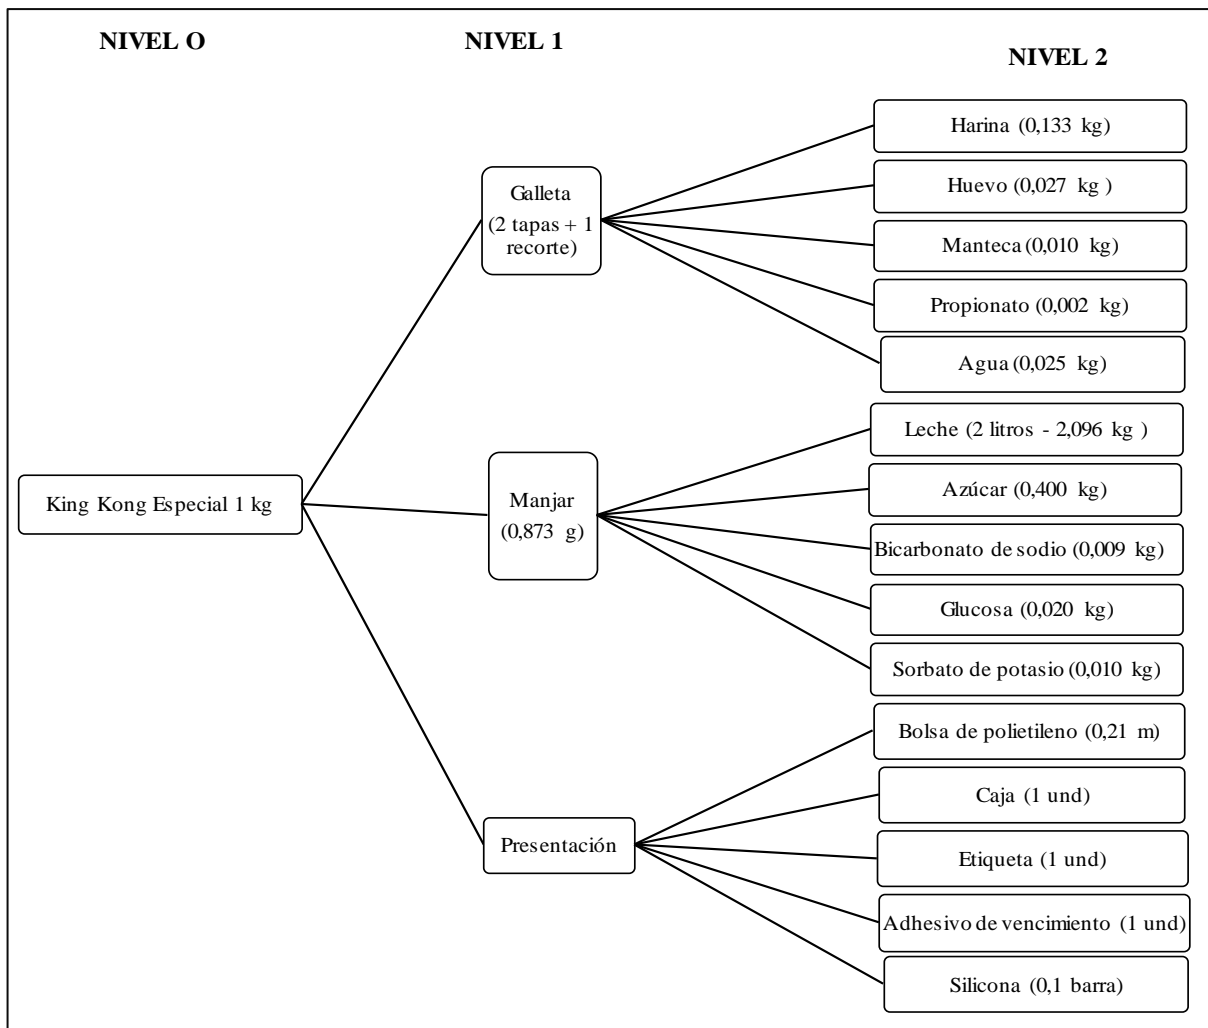 NIVEL O
NIVEL 1
NIVEL 2
King Kong Especial 1 kg
Galleta
(2 tapas + 1
recorte)
Harina (0,133 kg)
Huevo (0,027 kg )
Manteca (0,010 kg)
Propionato (0,002 kg)
Agua (0,025 kg)
Manjar
(0,873 g)
Leche (2 litros - 2,096 kg )
Azúcar (0,400 kg)
Bicarbonato de sodio (0,009 kg)
Glucosa (0,020 kg)
Sorbato de potasio (0,010 kg)
Presentación
Bolsa de polietileno (0,21 m)
Caja (1 und)
Etiqueta (1 und)
Adhesivo de vencimiento (1 und)
Silicona (0,1 barra)